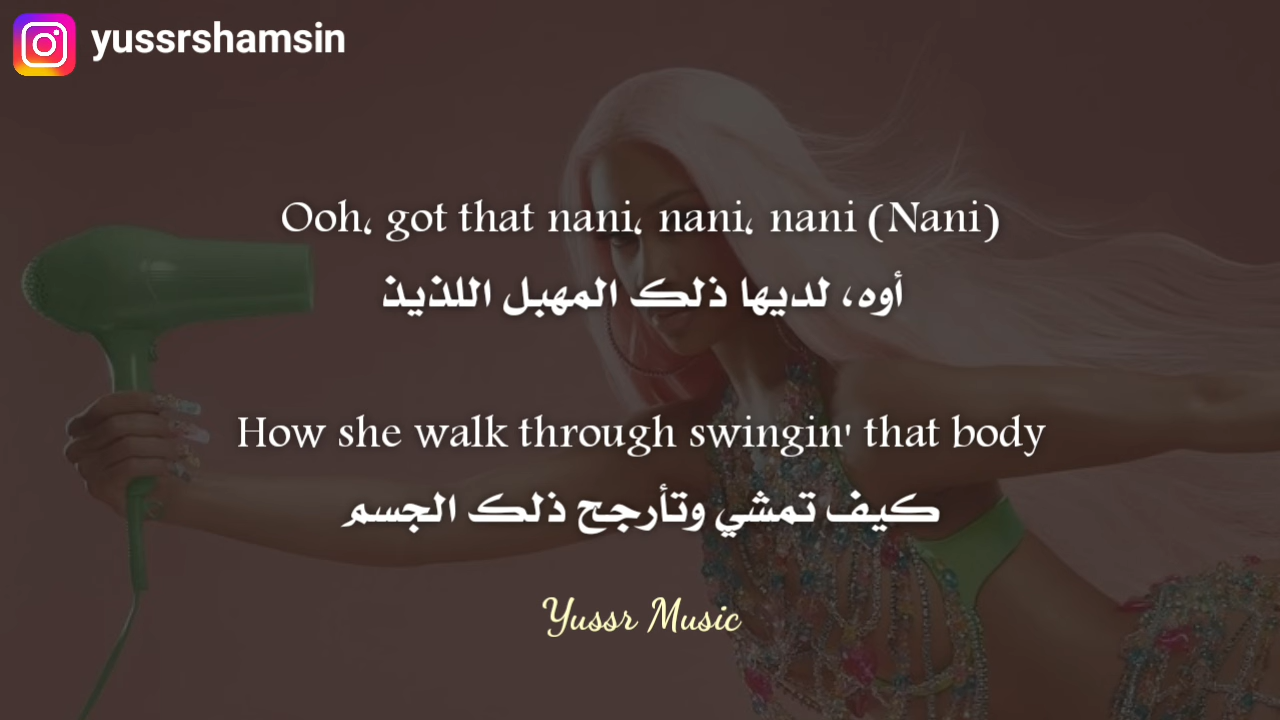 yussrshamsin
Ooh، got that nani، nani، nani (Nani)
أوه، لديها ذلك المهبل اللذيذ
How she walk through swingin' that body
كيف تمشي وتأرجح ذلك الجسم
Yussr Music